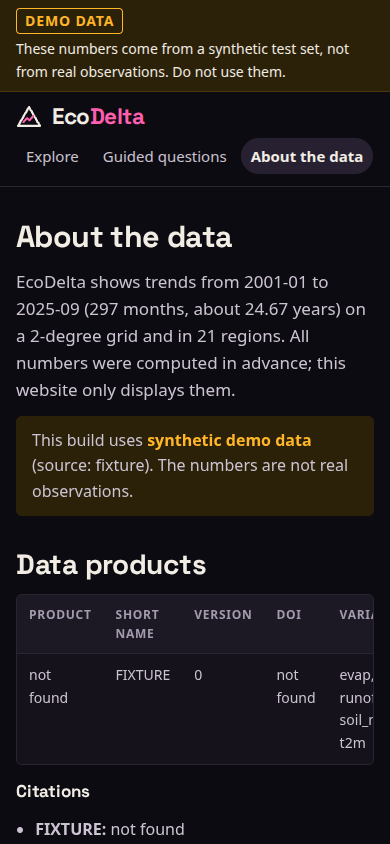 DEMO DATA
These numbers come from a synthetic test set, not
from real observations. Do not use them.
EcoDelta
Explore Guided questions About the data
About the data
EcoDelta shows trends from 2001-01 to
2025-09 (297 months, about 24.67 years) on
a 2-degree grid and in 21 regions. All
numbers were computed in advance; this
website only displays them.
This build uses synthetic demo data
(source: fixture). The numbers are not real
observations.
Data products
PRODUCT SHORT NAME VERSION DOI
not found FIXTURE 0 not found evap,
t2m
Citations
• FIXTURE: not found